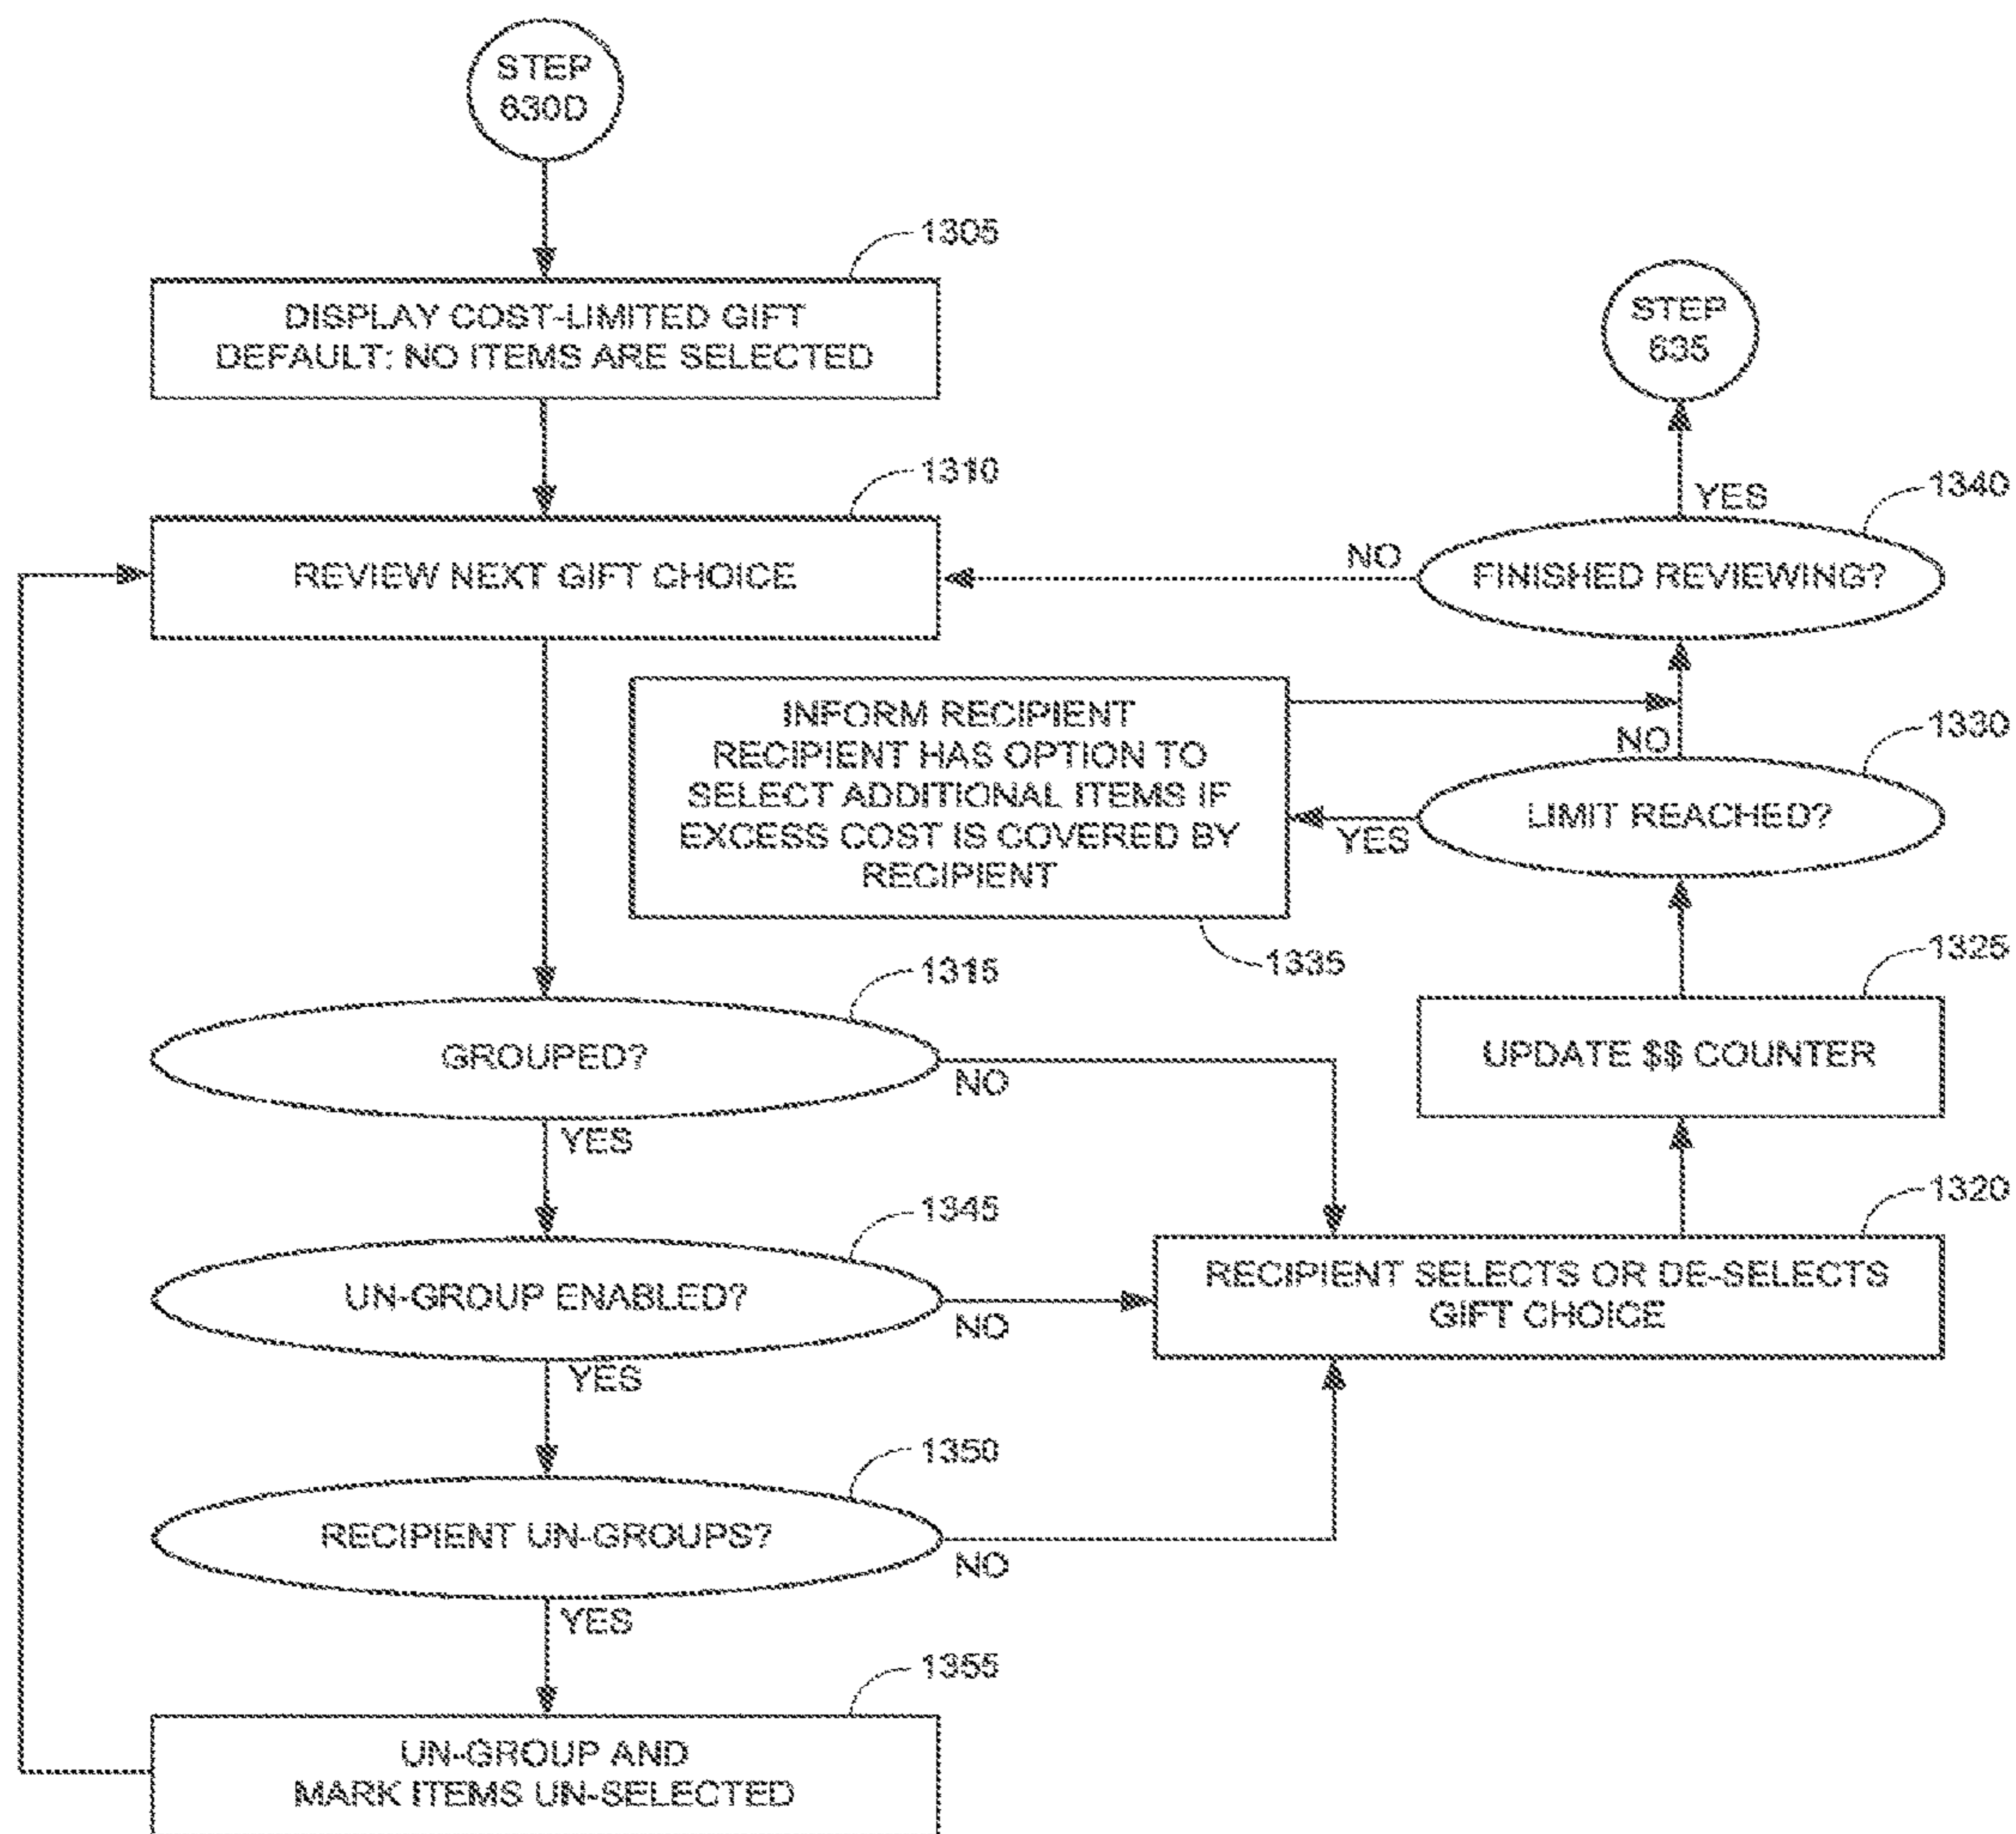 STEP
630D
1305
DISPLAY COST-LIMITED GIFT
DEFAULT: NO ITEMS ARE SELECTED
1310
REVIEW NEXT GIFT CHOICE
STEP
635
YES
1340
NO
FINISHED REVIEWING?
INFORM RECIPIENT
RECIPIENT HAS OPTION TO
SELECT ADDITIONAL ITEMS IF
EXCESS COST IS COVERED BY
RECIPIENT
1335
NO
1330
LIMIT REACHED?
YES
1325
UPDATE $$ COUNTER
1315
GROUPED?
NO
YES
1320
RECIPIENT SELECTS OR DE-SELECTS
GIFT CHOICE
1345
UN-GROUP ENABLED?
NO
YES
1350
RECIPIENT UN-GROUPS?
NO
YES
1355
UN-GROUP AND
MARK ITEMS UN-SELECTED